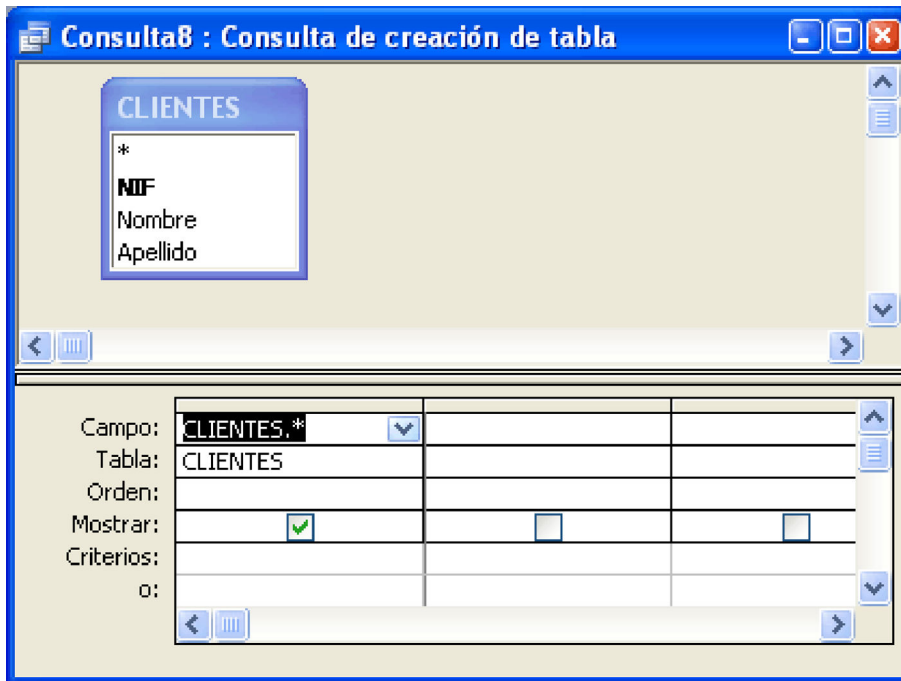 Consulta8 : Consulta de creación de tabla
CLIENTES
*
NIF
Nombre
Apellido
Campo: CLIENTES.*
Tabla: CLIENTES
Orden:
Mostrar:
Criterios:
o: